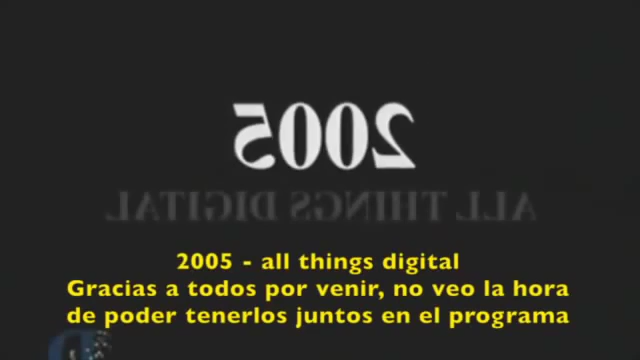 2005
ALL THINGS DIGITAL
2005 - all things digital
Gracias a todos por venir, no veo la hora
de poder tenerlos juntos en el programa